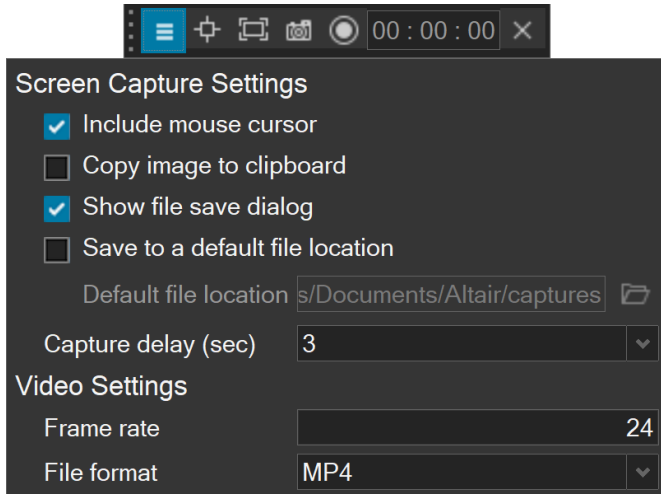 00 : 00 : 00
Screen Capture Settings
Include mouse cursor
Copy image to clipboard
Show file save dialog
Save to a default file location
Default file location s/Documents/Altair/captures
Capture delay (sec) 3
Video Settings
Frame rate 24
File format MP4